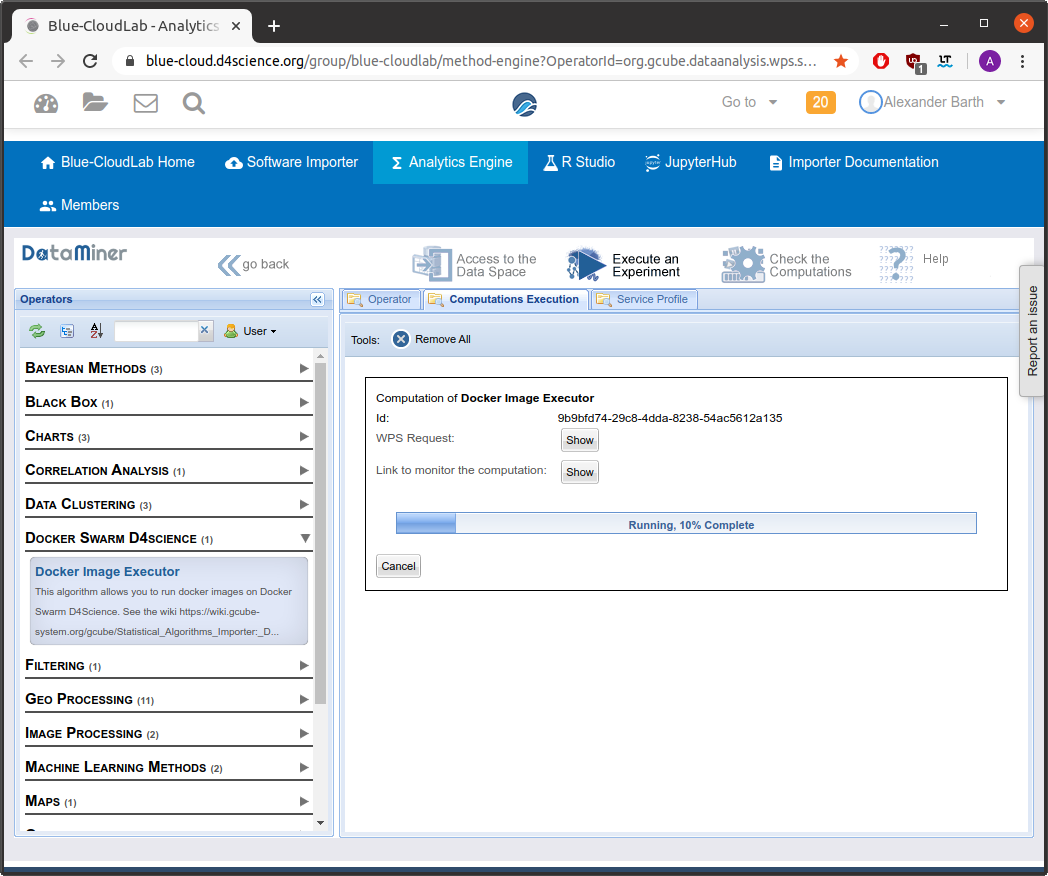 Blue-CloudLab - Analytics
blue-cloud.d4science.org/group/blue-cloudlab/method-engine?OperatorId=org.gcube.dataanalysis.wps.s...
1
LT
A
Go to
20
Alexander Barth
Blue-CloudLab Home
Software Importer
Σ Analytics Engine
R Studio
JupyterHub
Importer Documentation
Members
DataMiner
go back
Access to the
Data Space
Execute an
Experiment
Check the
Computations
Help
Report an issue
Operators
User
BAYESIAN METHODS (3)
BLACK BOX (1)
CHARTS (3)
CORRELATION ANALYSIS (1)
DATA CLUSTERING (3)
DOCKER SWARM D4SCIENCE (1)
Docker Image Executor
This algorithm allows you to run docker images on Docker
Swarm D4Science. See the wiki https://wiki.gcube-
system.org/gcube/Statistical_Algorithms_Importer:_D...
FILTERING (1)
GEO PROCESSING (11)
IMAGE PROCESSING (2)
MACHINE LEARNING METHODS (2)
MAPS (1)
Operator
Computations Execution
Service Profile
Tools:
Remove All
Computation of Docker Image Executor
Id: 9b9bfd74-29c8-4dda-8238-54ac5612a135
WPS Request: Show
Link to monitor the computation: Show
Running, 10% Complete
Cancel